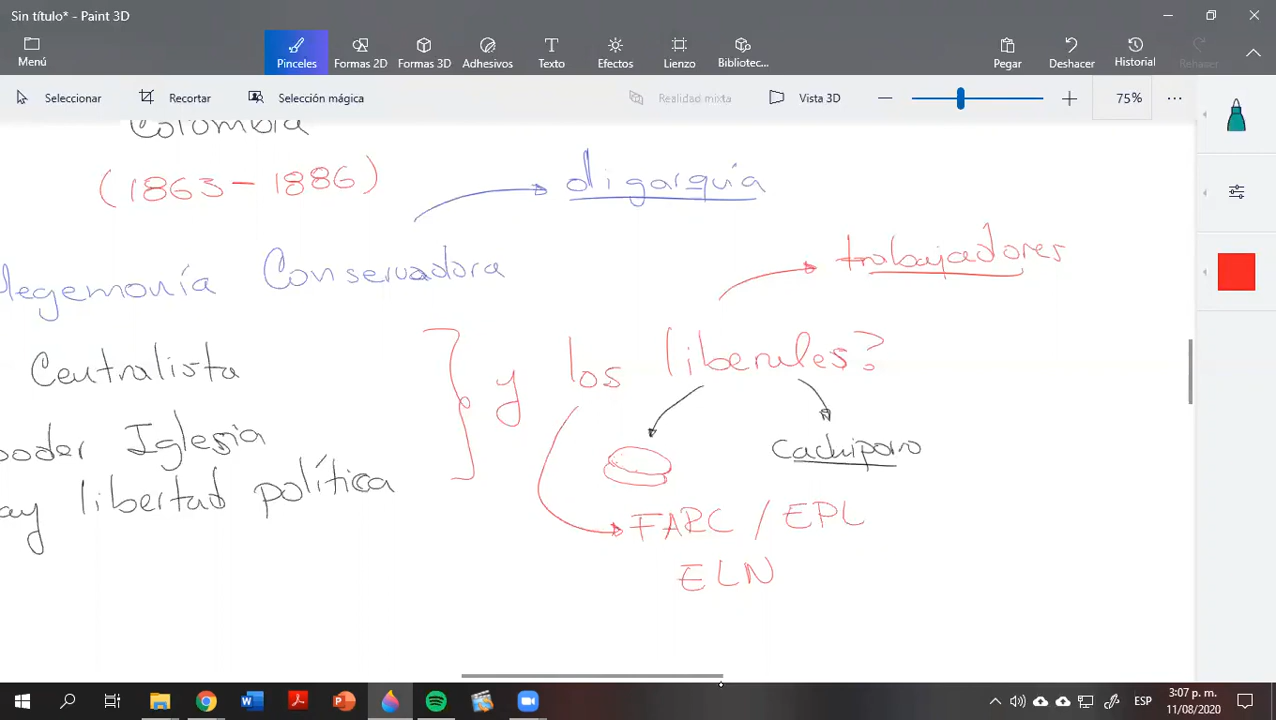 Sin título* - Paint 3D
Menú
Pinceles
Formas 2D
Formas 3D
Adhesivos
Texto
Efectos
Lienzo
Bibliotec...
Pegar
Deshacer
Historial
Rehacer
Seleccionar
Recortar
Selección mágica
Realidad mixta
Vista 3D
75%
Colombia
(1863-1886)
oligarquía
Hegemonía Conservadora
trabajadores
Centralista
y los liberales?
poder Iglesia
cachiporo
ay libertad política
FARC / EPL
ELN
ESP
3:07 p. m.
11/08/2020